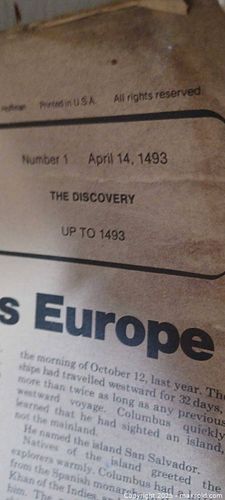 Hoffman Printed in U.S.A. All rights reserved
Number 1 April 14, 1493
THE DISCOVERY
UP TO 1493
s Europe
the morning of October 12, last year. The
ships had travelled westward for 32 days,
more than twice as long as any previous
westward voyage. Columbus quickly
learned that he had sighted an island,
not the mainland.
He named the island San Salvador.
Natives of the island greeted the
explorers warmly. Columbus had
from the Spanish monarchs
Khan of the Indies
Copyright 2025 - maxsold.com